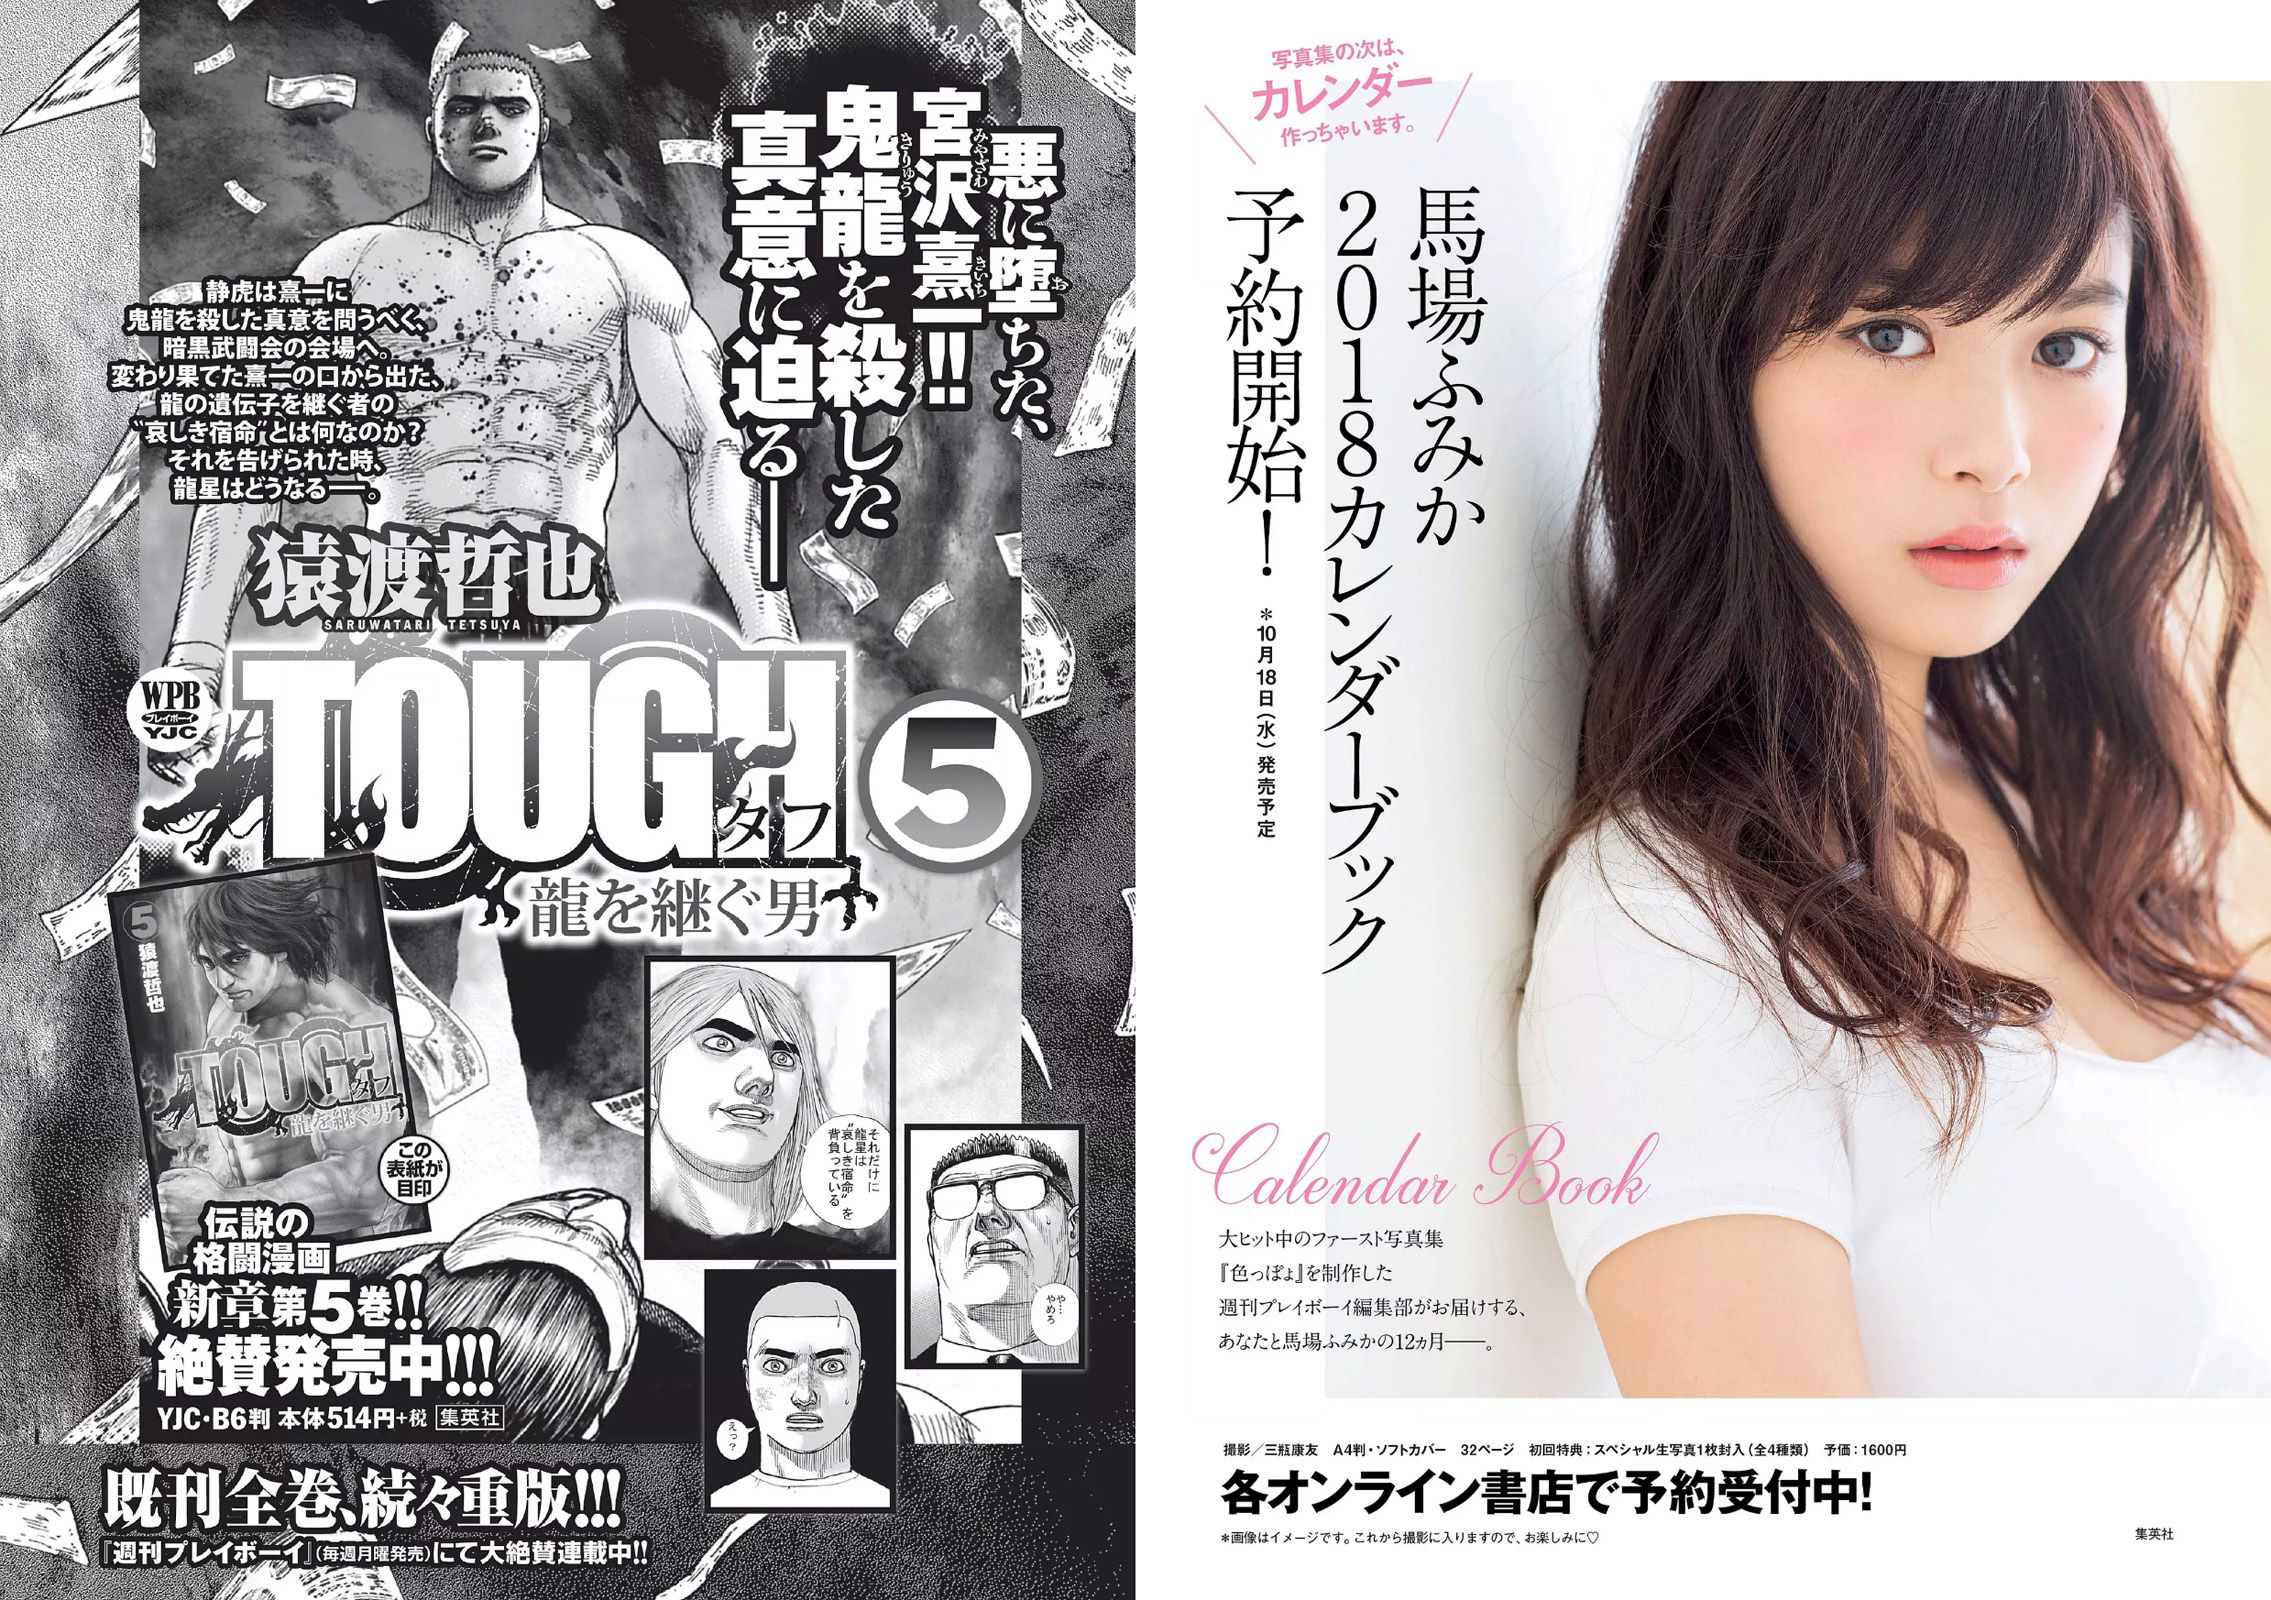 写真集の次は、
カレンダー
作っちゃいます。
馬場ふみか
2018カレンダーブック
予約開始!
*10月18日(水)発売予定
Calendar Book
大ヒット中のファースト写真集
『色っぽょ』を制作した
週刊プレイボーイ編集部がお届けする、
あなたと馬場ふみかの12ヵ月――。
撮影/三瓶康友 A4判・ソフトカバー 32ページ 初回特典:スペシャル生写真1枚封入(全4種類) 予価:1600円
各オンライン書店で予約受付中!
*画像はイメージです。これから撮影に入りますので、お楽しみに♡
集英社
悪に堕ちた、
お
宮沢熹一!!
みやざわ きいち
鬼龍を殺した
きりゅう
真意に迫る――
静虎は熹一に
鬼龍を殺した真意を問うべく、
暗黒武闘会の会場へ。
変わり果てた熹一の口から出た、
龍の遺伝子を継ぐ者の
“哀しき宿命”とは何なのか?
それを告げられた時、
龍星はどうなる――。
猿渡哲也
SARUWATARI TETSUYA
WPB
プレイボーイ
YJC
TOUGH
タフ
5
龍を継ぐ男
5
猿渡哲也
TOUGH
タフ
龍を継ぐ男
この
表紙が
目印
それだけに
龍星は
“哀しき宿命”を
背負っている
や…
やめろ
えっ?
伝説の
格闘漫画
新章第5巻!!
絶賛発売中!!!
YJC・B6判 本体514円+税 集英社
既刊全巻、続々重版!!!
『週刊プレイボーイ』(毎週月曜発売)にて大絶賛連載中!!